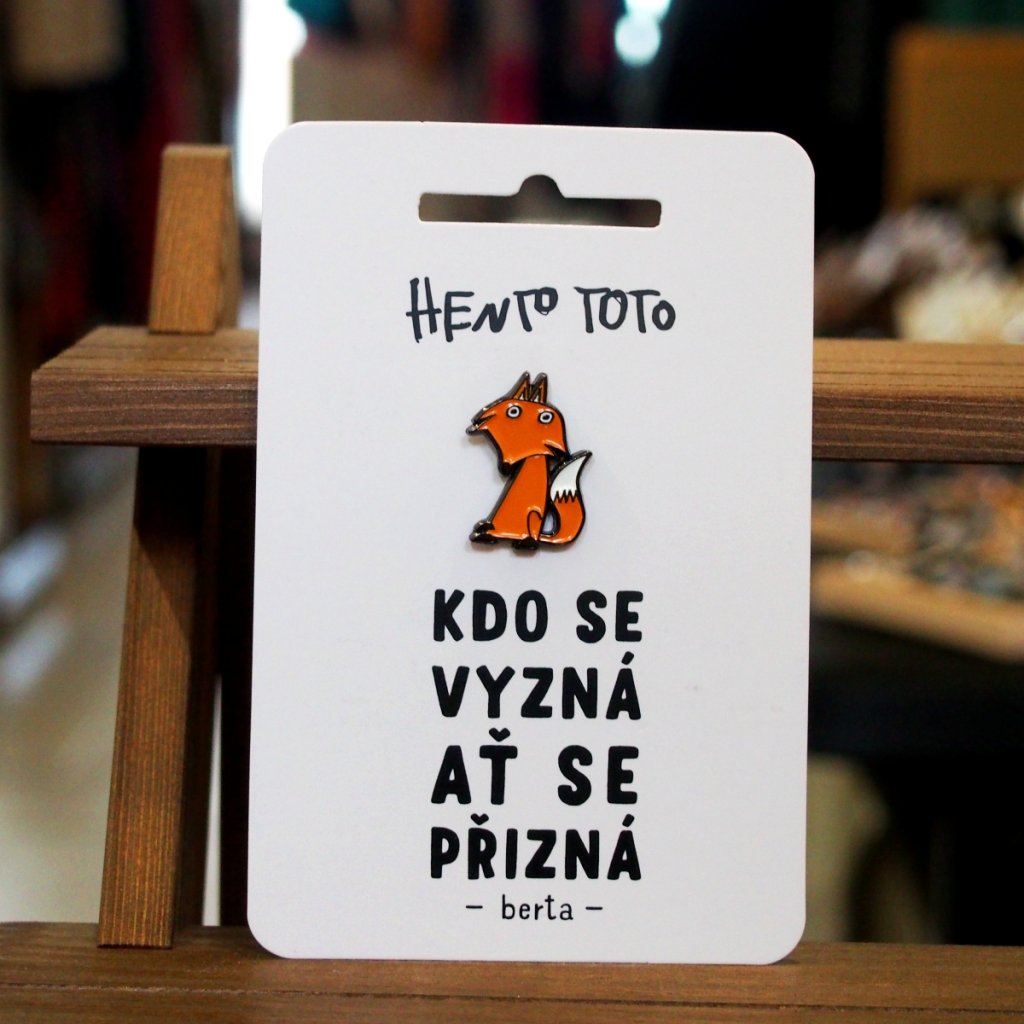 HENTO TOTO
KDO SE
VYZNÁ
AŤ SE
PŘIZNÁ
– berta –